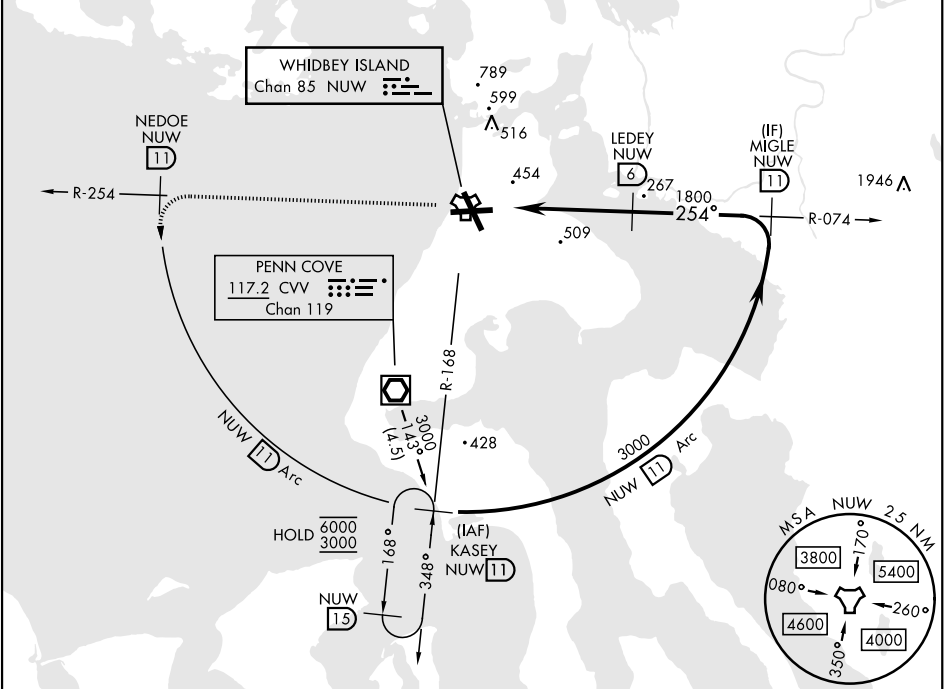 WHIDBEY ISLAND
Chan 85 NUW
789
599
516
454
NEDOE
NUW
11
R-254
LEDEY
NUW
6
267
(IF)
MIGLE
NUW
11
1946
1800
254°
R-074
509
PENN COVE
117.2 CVV
Chan 119
R-168
3000
143°
(4.5)
428
NUW 11 Arc
3000
NUW 11 Arc
HOLD 6000
3000
168°
348°
(IAF)
KASEY
NUW 11
NUW
15
MSA NUW 25 NM
170°
3800
5400
080°
260°
4600
4000
350°